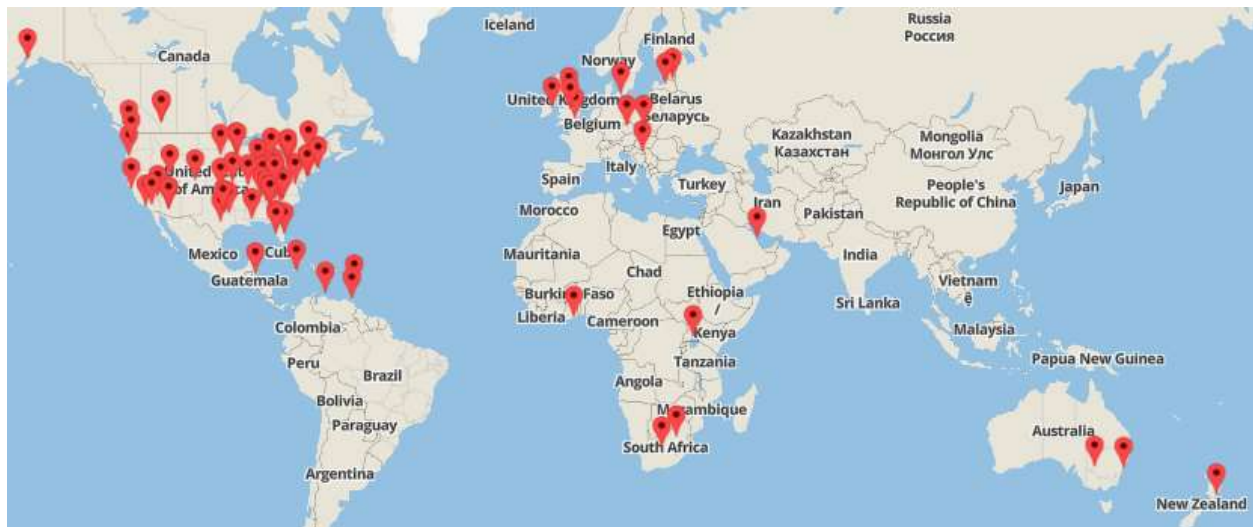 Iceland
Russia
Россия
Finland
Norway
Canada
United Kingdom
Belarus
Беларусь
Belgium
Kazakhstan
Казахстан
Mongolia
Монгол Улс
Italy
United
of America
Spain
Turkey
Iran
People's
Republic of China
Japan
Morocco
Pakistan
Egypt
Mexico
Cuba
Mauritania
India
Guatemala
Chad
Burkina Faso
Ethiopia
/
Vietnam
Sri Lanka
Liberia
Cameroon
Colombia
Kenya
Malaysia
Peru
Tanzania
Papua New Guinea
Brazil
Angola
Bolivia
Mozambique
Paraguay
Australia
South Africa
Argentina
New Zealand